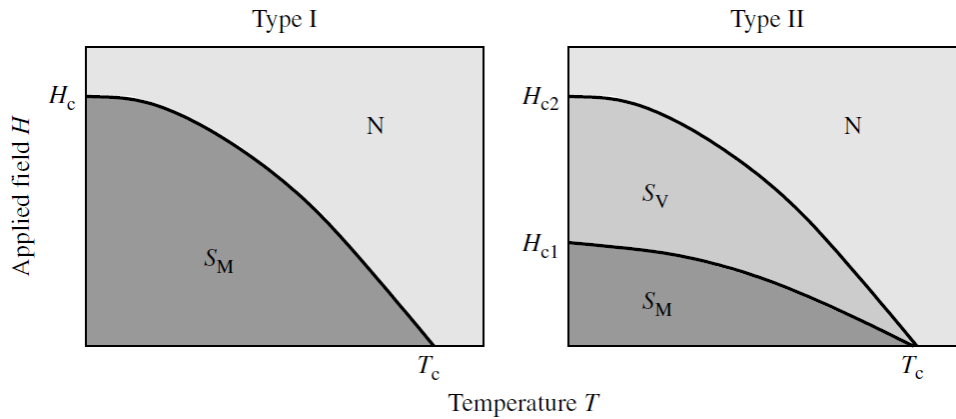 Type I
Type II
Applied field H
Hc
N
SM
Tc
Hc2
N
SV
Hc1
SM
Tc
Temperature T